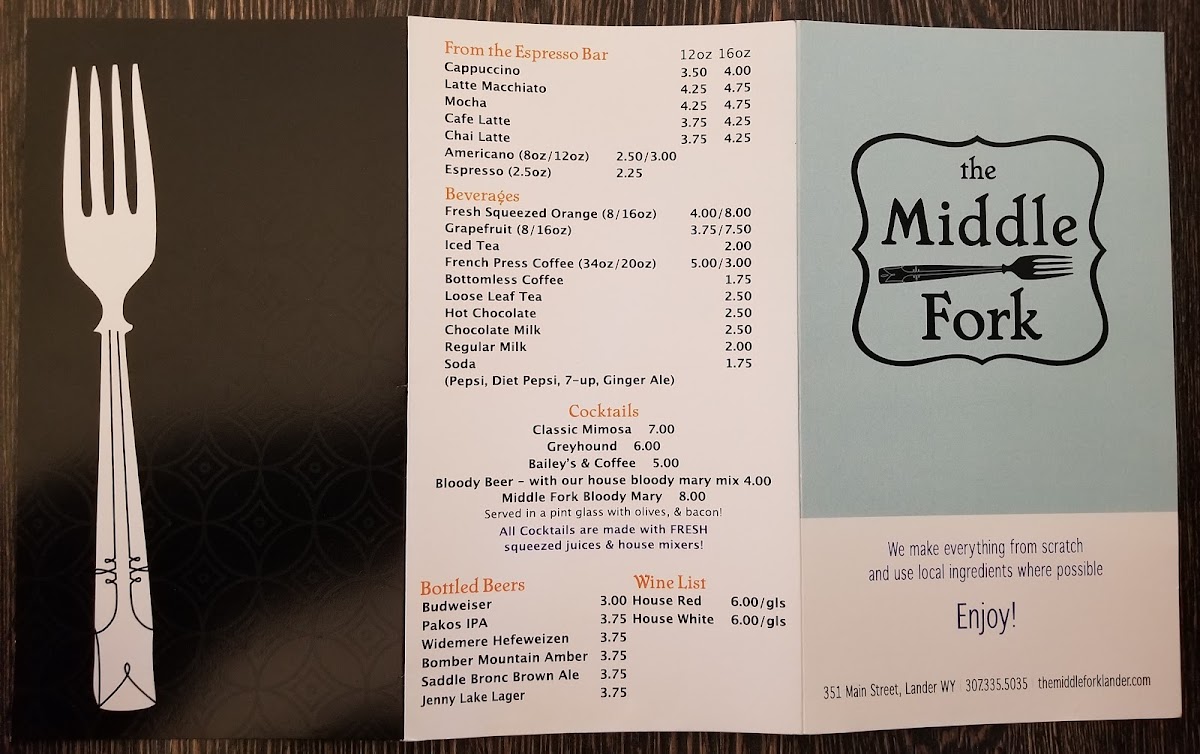 From the Espresso Bar 12oz 16oz
Cappuccino 3.50 4.00
Latte Macchiato 4.25 4.75
Mocha 4.25 4.75
Cafe Latte 3.75 4.25
Chai Latte 3.75 4.25
Americano (8oz/12oz) 2.50/3.00
Espresso (2.5oz) 2.25
Beverages
Fresh Squeezed Orange (8/16oz) 4.00/8.00
Grapefruit (8/16oz) 3.75/7.50
Iced Tea 2.00
French Press Coffee (34oz/20oz) 5.00/3.00
Bottomless Coffee 1.75
Loose Leaf Tea 2.50
Hot Chocolate 2.50
Chocolate Milk 2.50
Regular Milk 2.00
Soda 1.75
(Pepsi, Diet Pepsi, 7-up, Ginger Ale)
Cocktails
Classic Mimosa 7.00
Greyhound 6.00
Bailey's & Coffee 5.00
Bloody Beer - with our house bloody mary mix 4.00
Middle Fork Bloody Mary 8.00
Served in a pint glass with olives, & bacon!
All Cocktails are made with FRESH
squeezed juices & house mixers!
Bottled Beers
Budweiser 3.00
Pakos IPA 3.75
Widemere Hefeweizen 3.75
Bomber Mountain Amber 3.75
Saddle Bronc Brown Ale 3.75
Jenny Lake Lager 3.75
Wine List
House Red 6.00/gls
House White 6.00/gls
the
Middle
Fork
We make everything from scratch
and use local ingredients where possible
Enjoy!
351 Main Street, Lander WY | 307.335.5035 | themiddleforklander.com